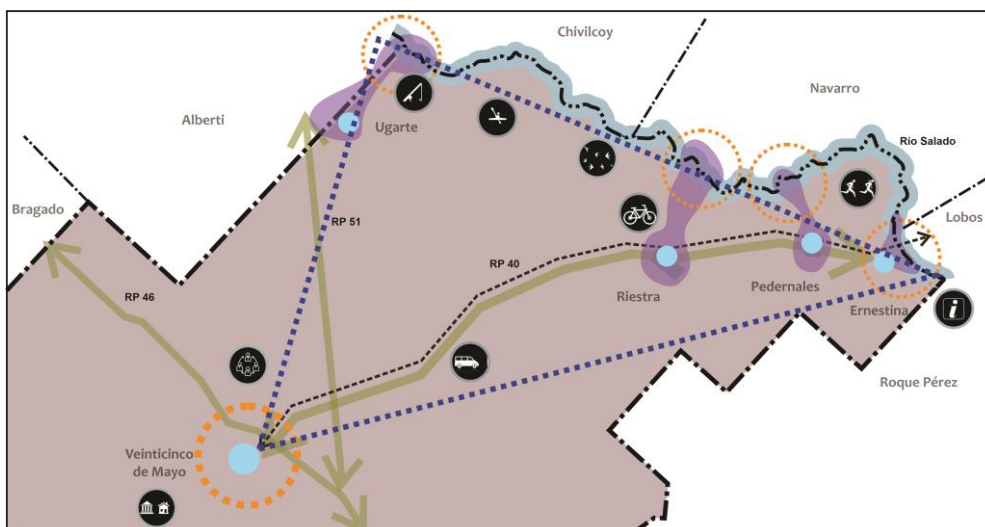 Chivilcoy
Navarro
Alberti
Ugarte
Río Salado
Bragado
Lobos
RP 51
RP 40
RP 46
Riestra
Pedernales
Ernestina
i
Roque Pérez
Veinticinco
de Mayo